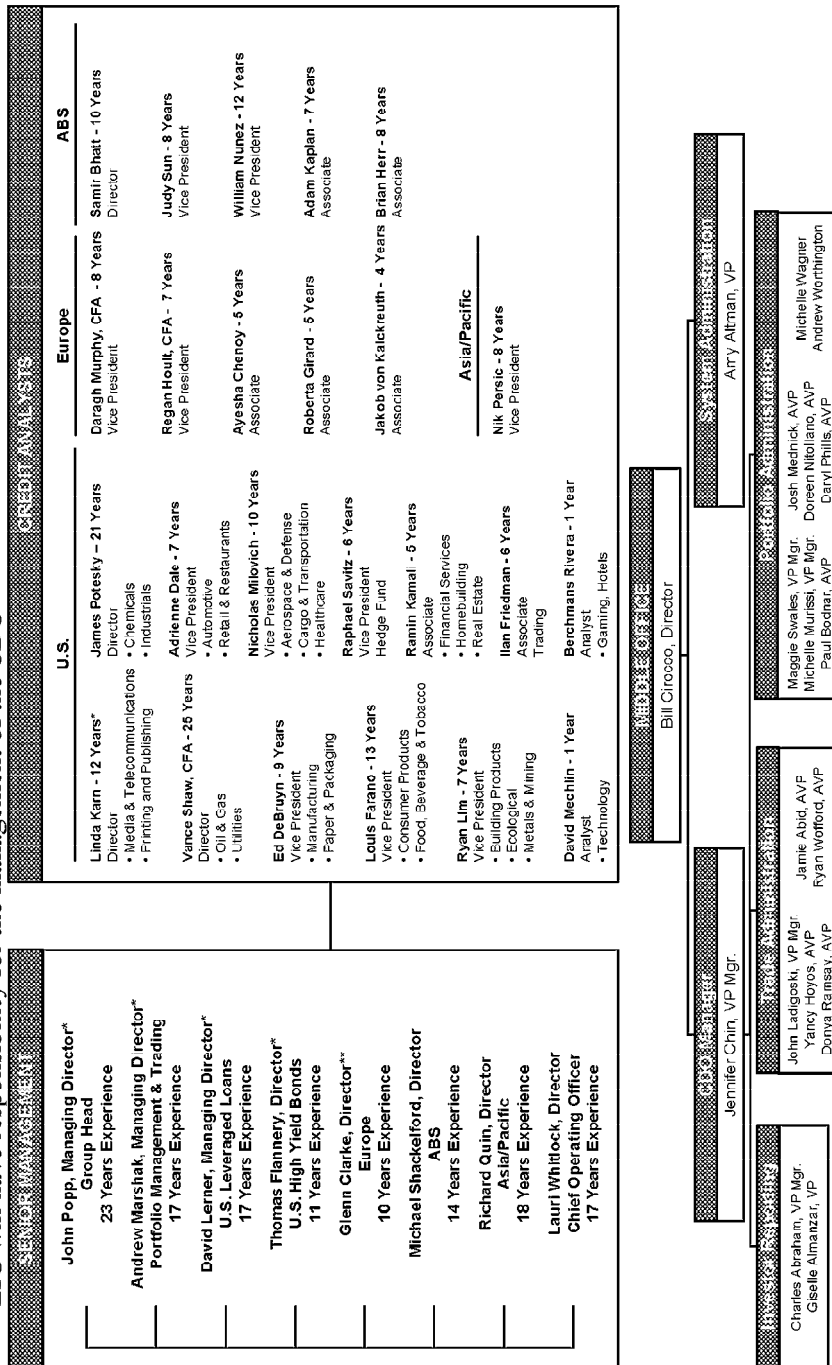 SENIOR MANAGEMENT
John Popp, Managing Director*
Group Head
23 Years Experience
Andrew Marshak, Managing Director*
Portfolio Management & Trading
17 Years Experience
David Lerner, Managing Director*
U.S. Leveraged Loans
17 Years Experience
Thomas Flannery, Director*
U.S. High Yield Bonds
11 Years Experience
Glenn Clarke, Director**
Europe
10 Years Experience
Michael Shackelford, Director
ABS
14 Years Experience
Richard Quin, Director
Asia/Pacific
18 Years Experience
Lauri Whitlock, Director
Chief Operating Officer
17 Years Experience
CREDIT ANALYSTS
U.S.
Linda Karn - 12 Years*
Director
• Media & Telecommunications
• Printing and Publishing
Vance Shaw, CFA - 25 Years
Director
• Oil & Gas
• Utilities
Ed DeBruyn - 9 Years
Vice President
• Manufacturing
• Paper & Packaging
Louis Farano - 13 Years
Vice President
• Consumer Products
• Food, Beverage & Tobacco
Ryan Lim - 7 Years
Vice President
• Building Products
• Ecological
• Metals & Mining
David Mechlin - 1 Year
Analyst
• Technology
James Potesky – 21 Years
Director
• Chemicals
• Industrials
Adrienne Dale - 7 Years
Vice President
• Automotive
• Retail & Restaurants
Nicholas Milovich - 10 Years
Vice President
• Aerospace & Defense
• Cargo & Transportation
• Healthcare
Raphael Savitz - 6 Years
Vice President
Hedge Fund
Ramin Kamali - 5 Years
Associate
• Financial Services
• Homebuilding
• Real Estate
Ilan Friedman - 6 Years
Associate
Trading
Berchmans Rivera - 1 Year
Analyst
• Gaming, Hotels
Europe
Daragh Murphy, CFA - 8 Years
Vice President
Regan Hoult, CFA - 7 Years
Vice President
Ayesha Chenoy - 5 Years
Associate
Roberta Girard - 5 Years
Associate
Jakob von Kalckreuth - 4 Years
Associate
Asia/Pacific
Nik Persic - 8 Years
Vice President
ABS
Samir Bhatt - 10 Years
Director
Judy Sun - 8 Years
Vice President
William Nunez - 12 Years
Vice President
Adam Kaplan - 7 Years
Associate
Brian Herr - 8 Years
Associate
MIDDLE OFFICE
Bill Cirocco, Director
CDO Manager
Jennifer Chin, VP Mgr.
System Administration
Amy Altman, VP
Investor Reporting
Charles Abraham, VP Mgr.
Giselle Almanzar, VP
Trade Administration
John Ladigoski, VP Mgr
Yancy Hoyos, AVP
Donya Ramsay, AVP
Jamie Abid, AVP
Ryan Wofford, AVP
Portfolio Administration
Maggie Swales, VP Mgr.
Michelle Murissi, VP Mgr.
Paul Bodnar, AVP
Josh Mednick, AVP
Doreen Nitoliano, AVP
Daryl Phills, AVP
Michelle Wagner
Andrew Worthington